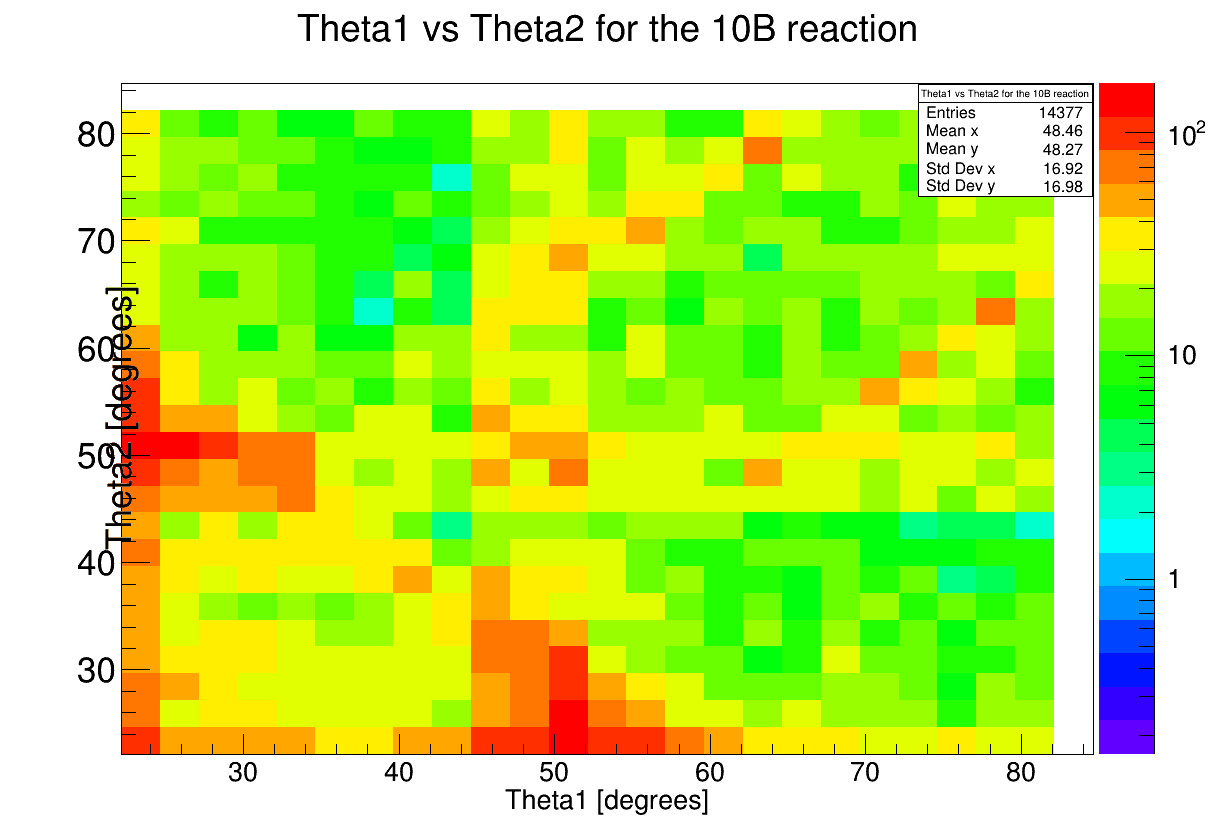 Theta1 vs Theta2 for the 10B reaction
Theta1 vs Theta2 for the 10B reaction
Entries 14377
Mean x 48.46
Mean y 48.27
Std Dev x 16.92
Std Dev y 16.98
80
70
60
50
40
30
Theta2 [degrees]
30 40 50 60 70 80
Theta1 [degrees]
10²
10
1